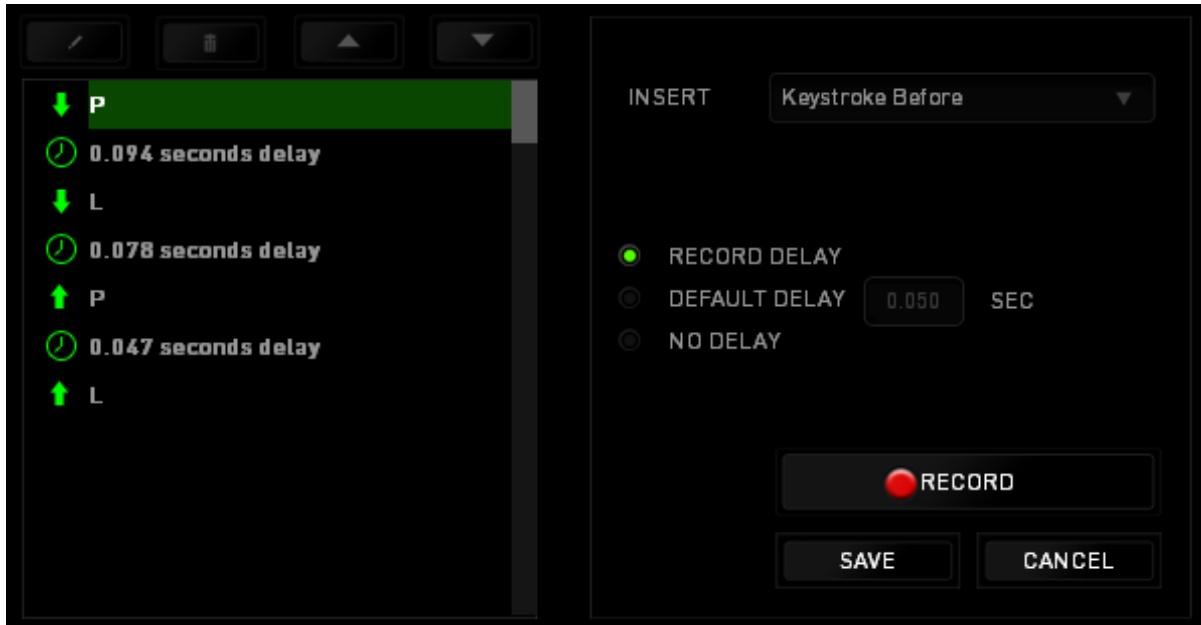 P
0.094 seconds delay
L
0.078 seconds delay
P
0.047 seconds delay
L
INSERT Keystroke Before
RECORD DELAY
DEFAULT DELAY 0.050 SEC
NO DELAY
RECORD
SAVE CANCEL